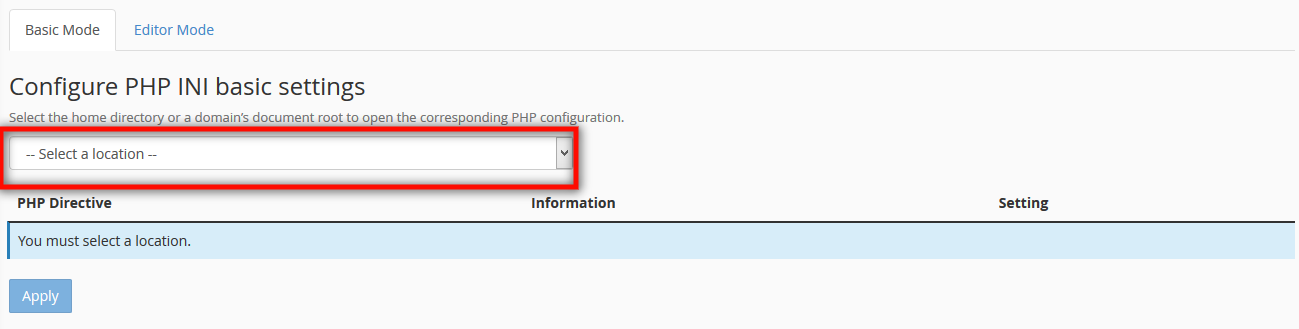 Basic Mode Editor Mode
Configure PHP INI basic settings
Select the home directory or a domain's document root to open the corresponding PHP configuration.
-- Select a location --
PHP Directive Information Setting
You must select a location.
Apply